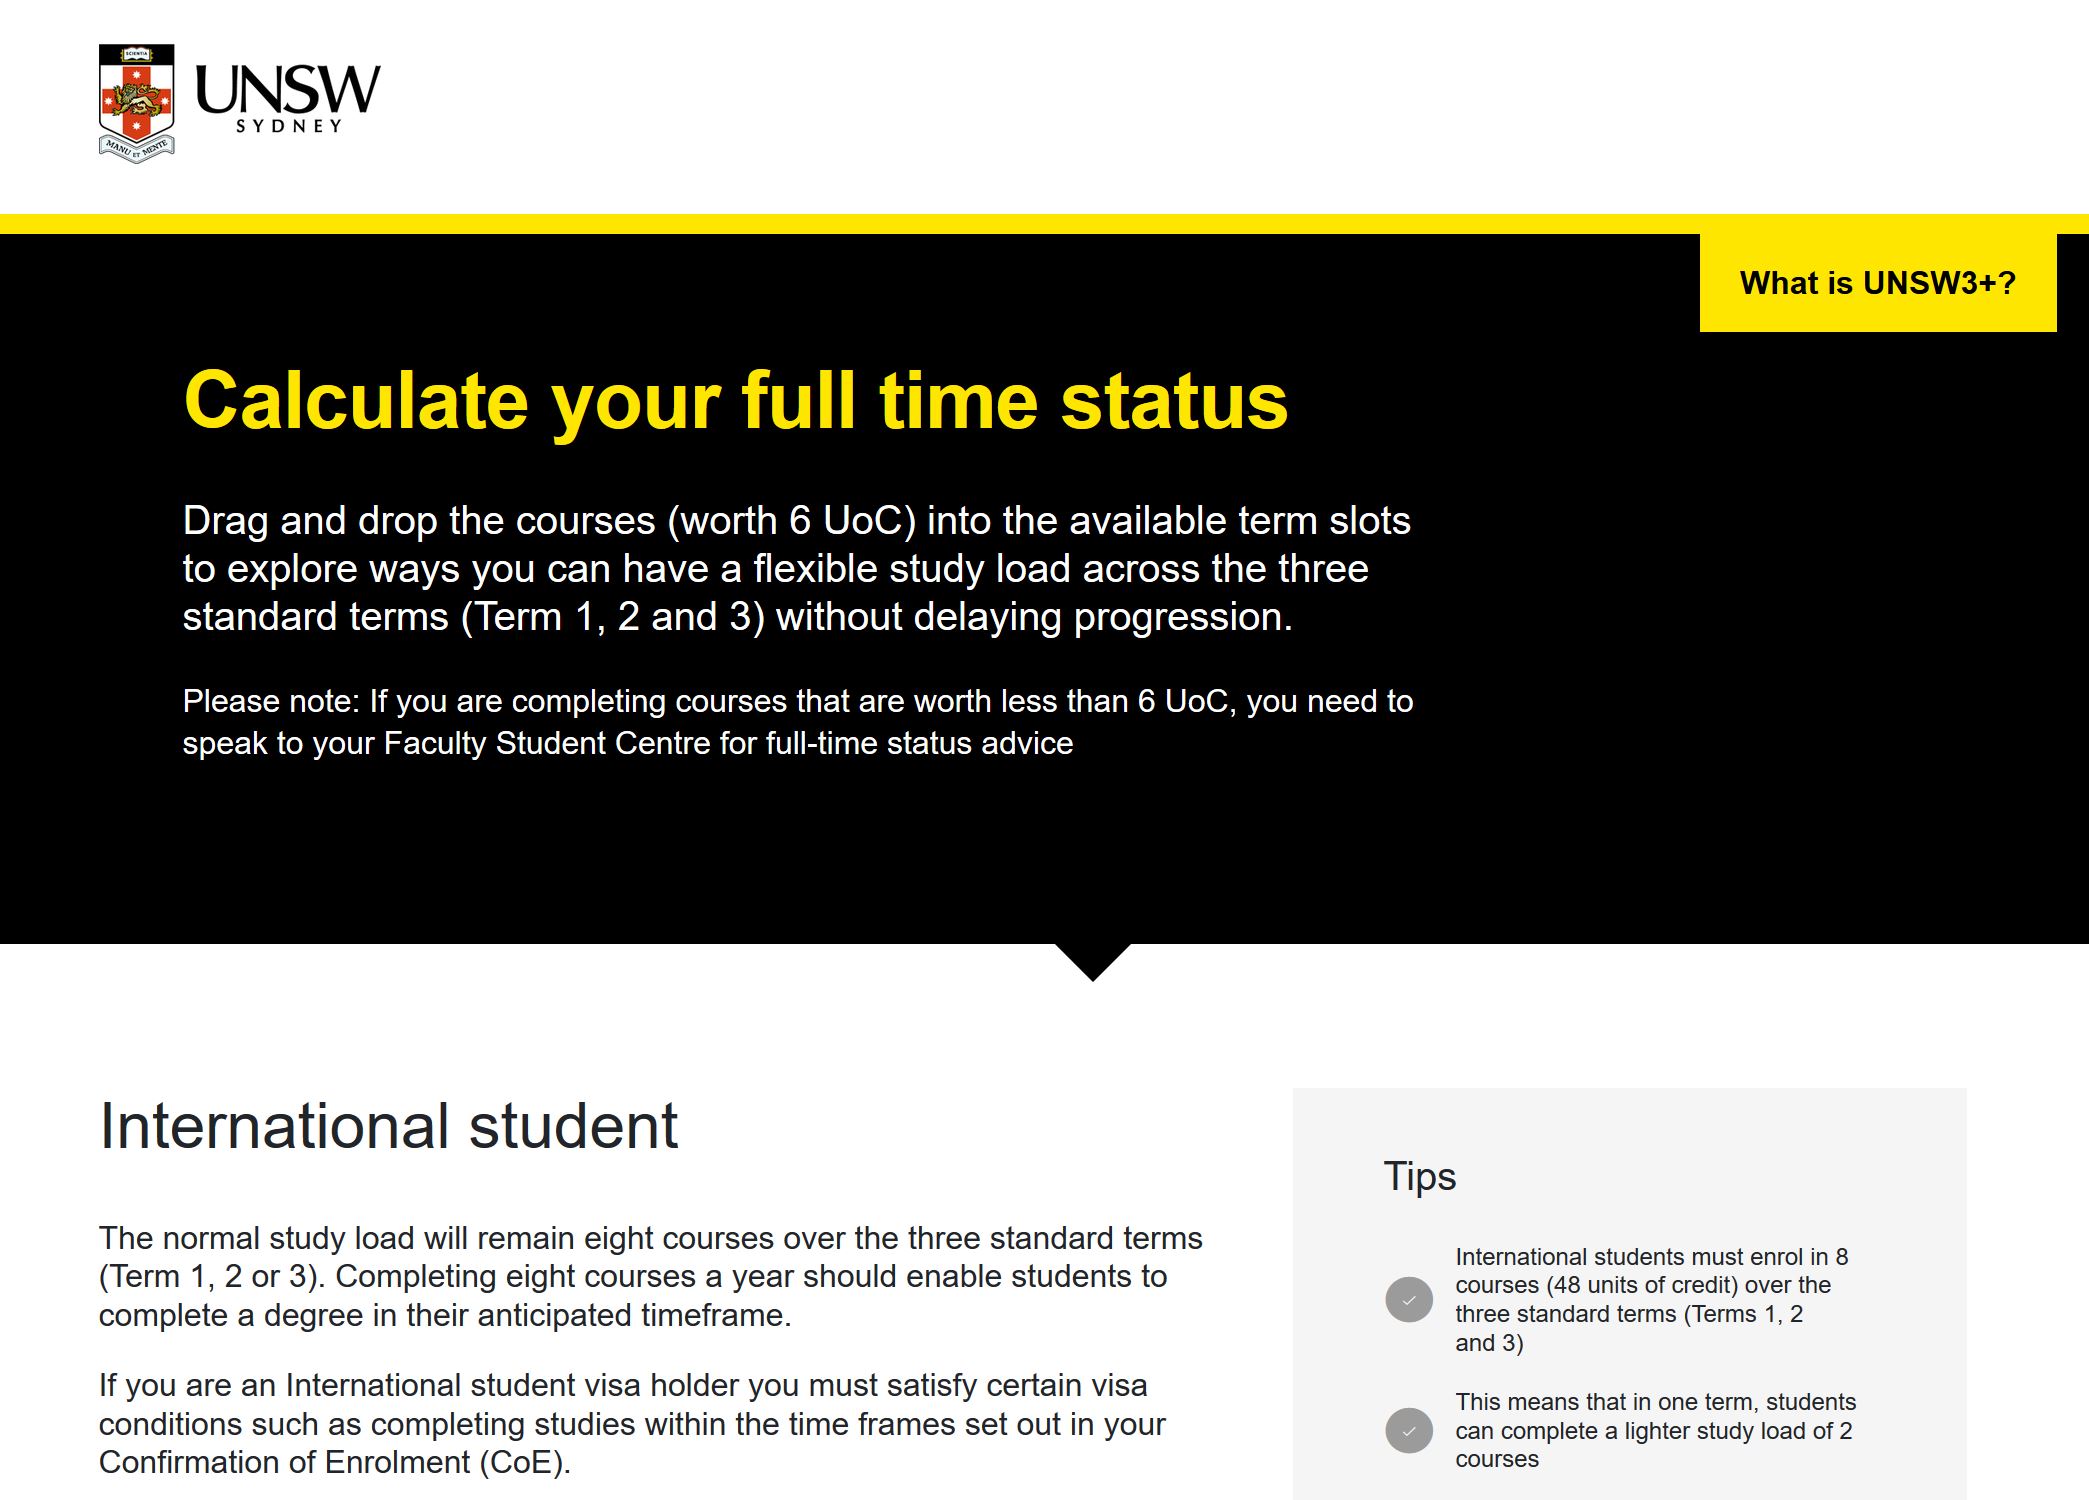 SCIENTIA
MANU ET MENTE
UNSW
SYDNEY
What is UNSW3+?
Calculate your full time status
Drag and drop the courses (worth 6 UoC) into the available term slots
to explore ways you can have a flexible study load across the three
standard terms (Term 1, 2 and 3) without delaying progression.
Please note: If you are completing courses that are worth less than 6 UoC, you need to
speak to your Faculty Student Centre for full-time status advice
International student
The normal study load will remain eight courses over the three standard terms
(Term 1, 2 or 3). Completing eight courses a year should enable students to
complete a degree in their anticipated timeframe.
If you are an International student visa holder you must satisfy certain visa
conditions such as completing studies within the time frames set out in your
Confirmation of Enrolment (CoE).
Tips
International students must enrol in 8
courses (48 units of credit) over the
three standard terms (Terms 1, 2
and 3)
This means that in one term, students
can complete a lighter study load of 2
courses